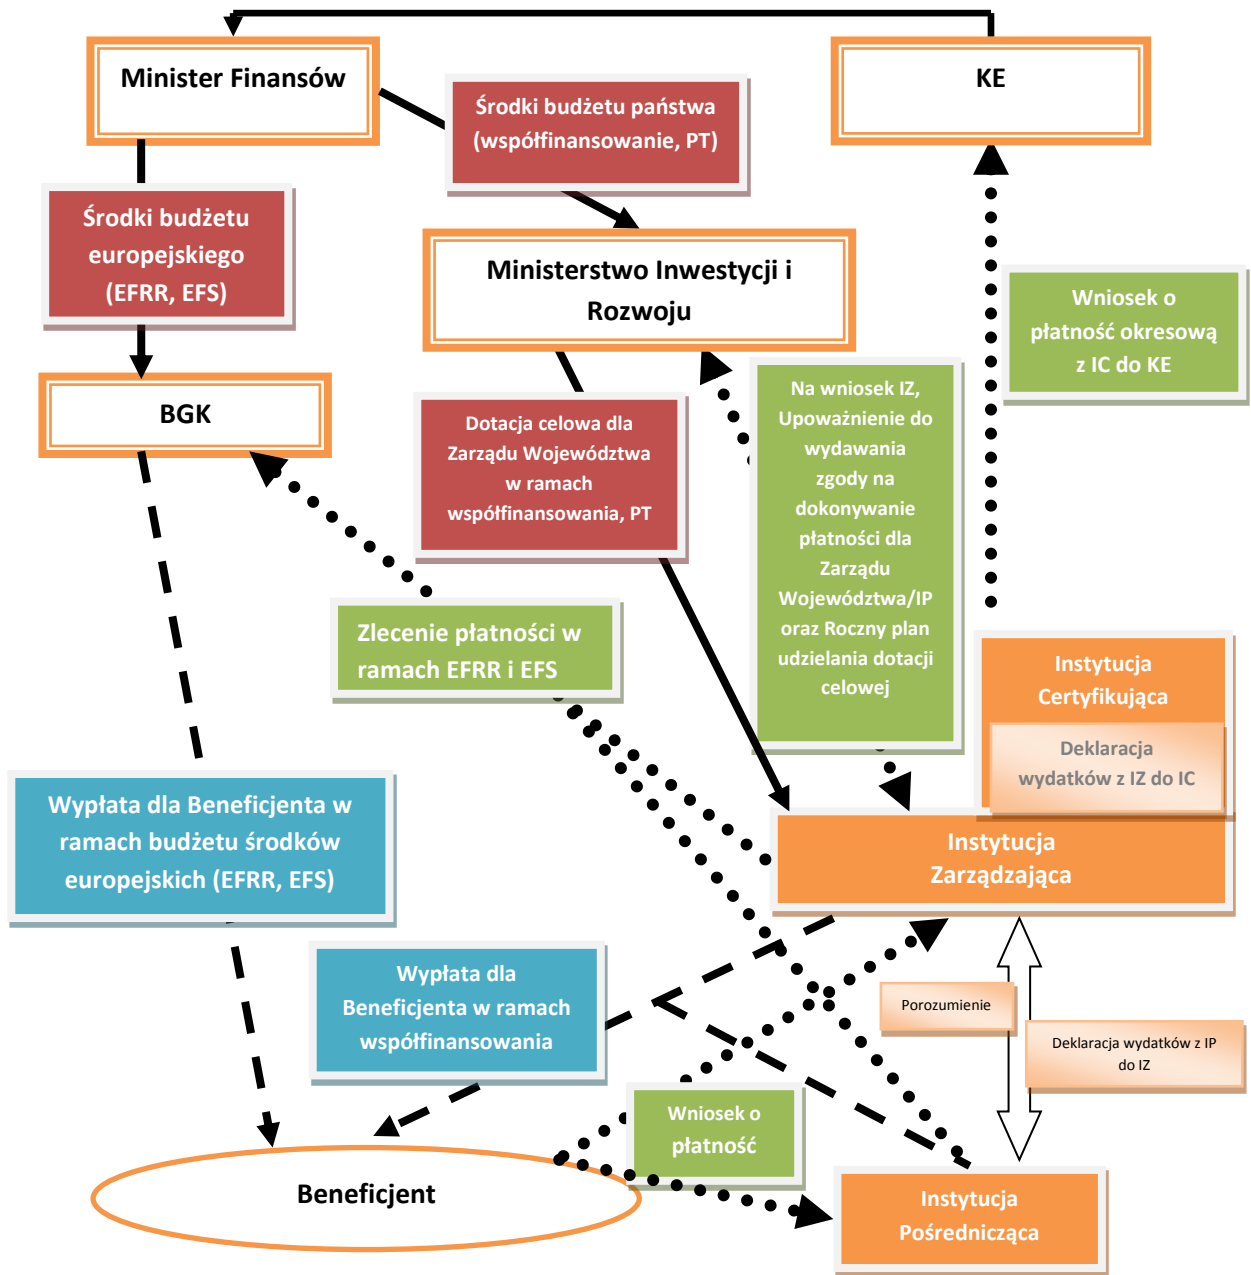 Minister Finansów
KE
Środki budżetu państwa
(współfinansowanie, PT)
Środki budżetu
europejskiego
(EFRR, EFS)
Ministerstwo Inwestycji i
Rozwoju
Wniosek o
płatność okresową
z IC do KE
BGK
Dotacja celowa dla
Zarządu Województwa
w ramach
współfinansowania, PT
Na wniosek IZ,
Upoważnienie do
wydawania
zgody na
dokonywanie
płatności dla
Zarządu
Województwa/IP
oraz Roczny plan
udzielania dotacji
celowej
Zlecenie płatności w
ramach EFRR i EFS
Instytucja
Certyfikująca
Deklaracja
wydatków z IZ do IC
Wypłata dla Beneficjenta w
ramach budżetu środków
europejskich (EFRR, EFS)
Instytucja
Zarządzająca
Wypłata dla
Beneficjenta w ramach
współfinansowania
Porozumienie
Deklaracja wydatków z IP
do IZ
Wniosek o
płatność
Beneficjent
Instytucja
Pośrednicząca